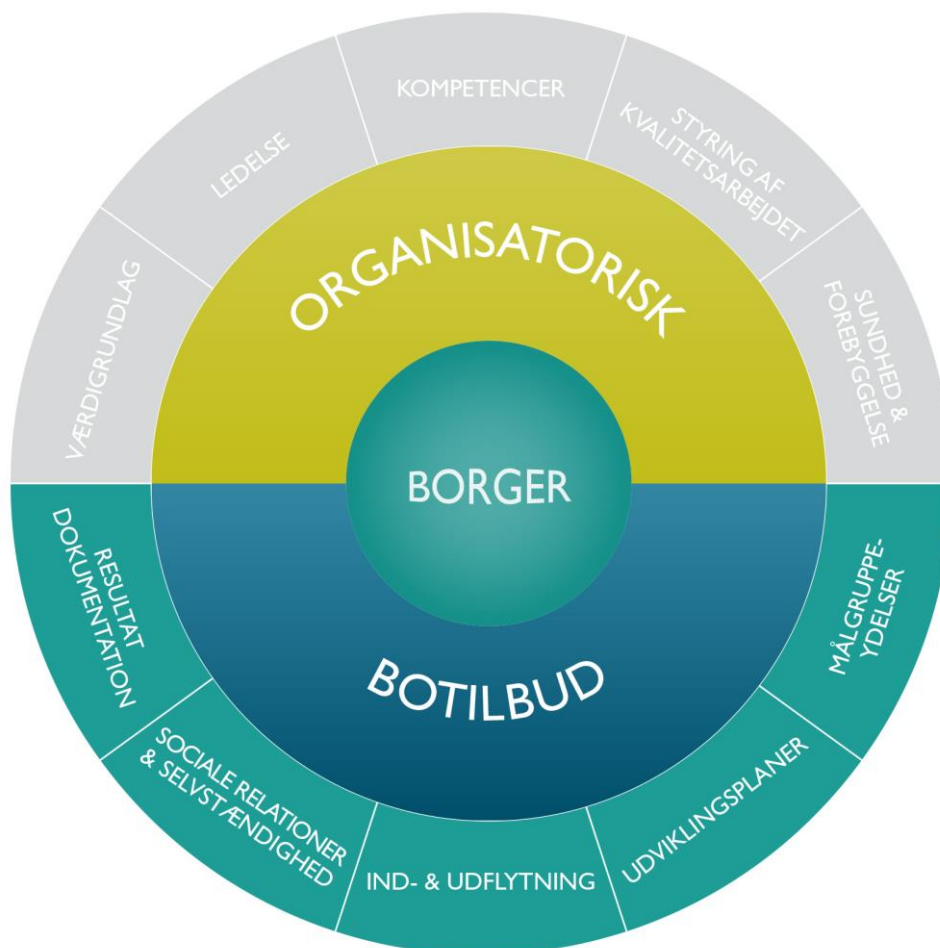 KOMPETENCER
STYRING AF
KVALITETSARBEJDET
SUNDHED &
FOREBYGGELSE
LEDELSE
VÆRDIGRUNDLAG
ORGANISATORISK
BORGER
BOTILBUD
MÅLGRUPPE-
YDELSER
UDVIKLINGSPLANER
IND- & UDFLYTNING
SOCIALE RELATIONER
& SELVSTÆNDIGHED
RESULTAT
DOKUMENTATION